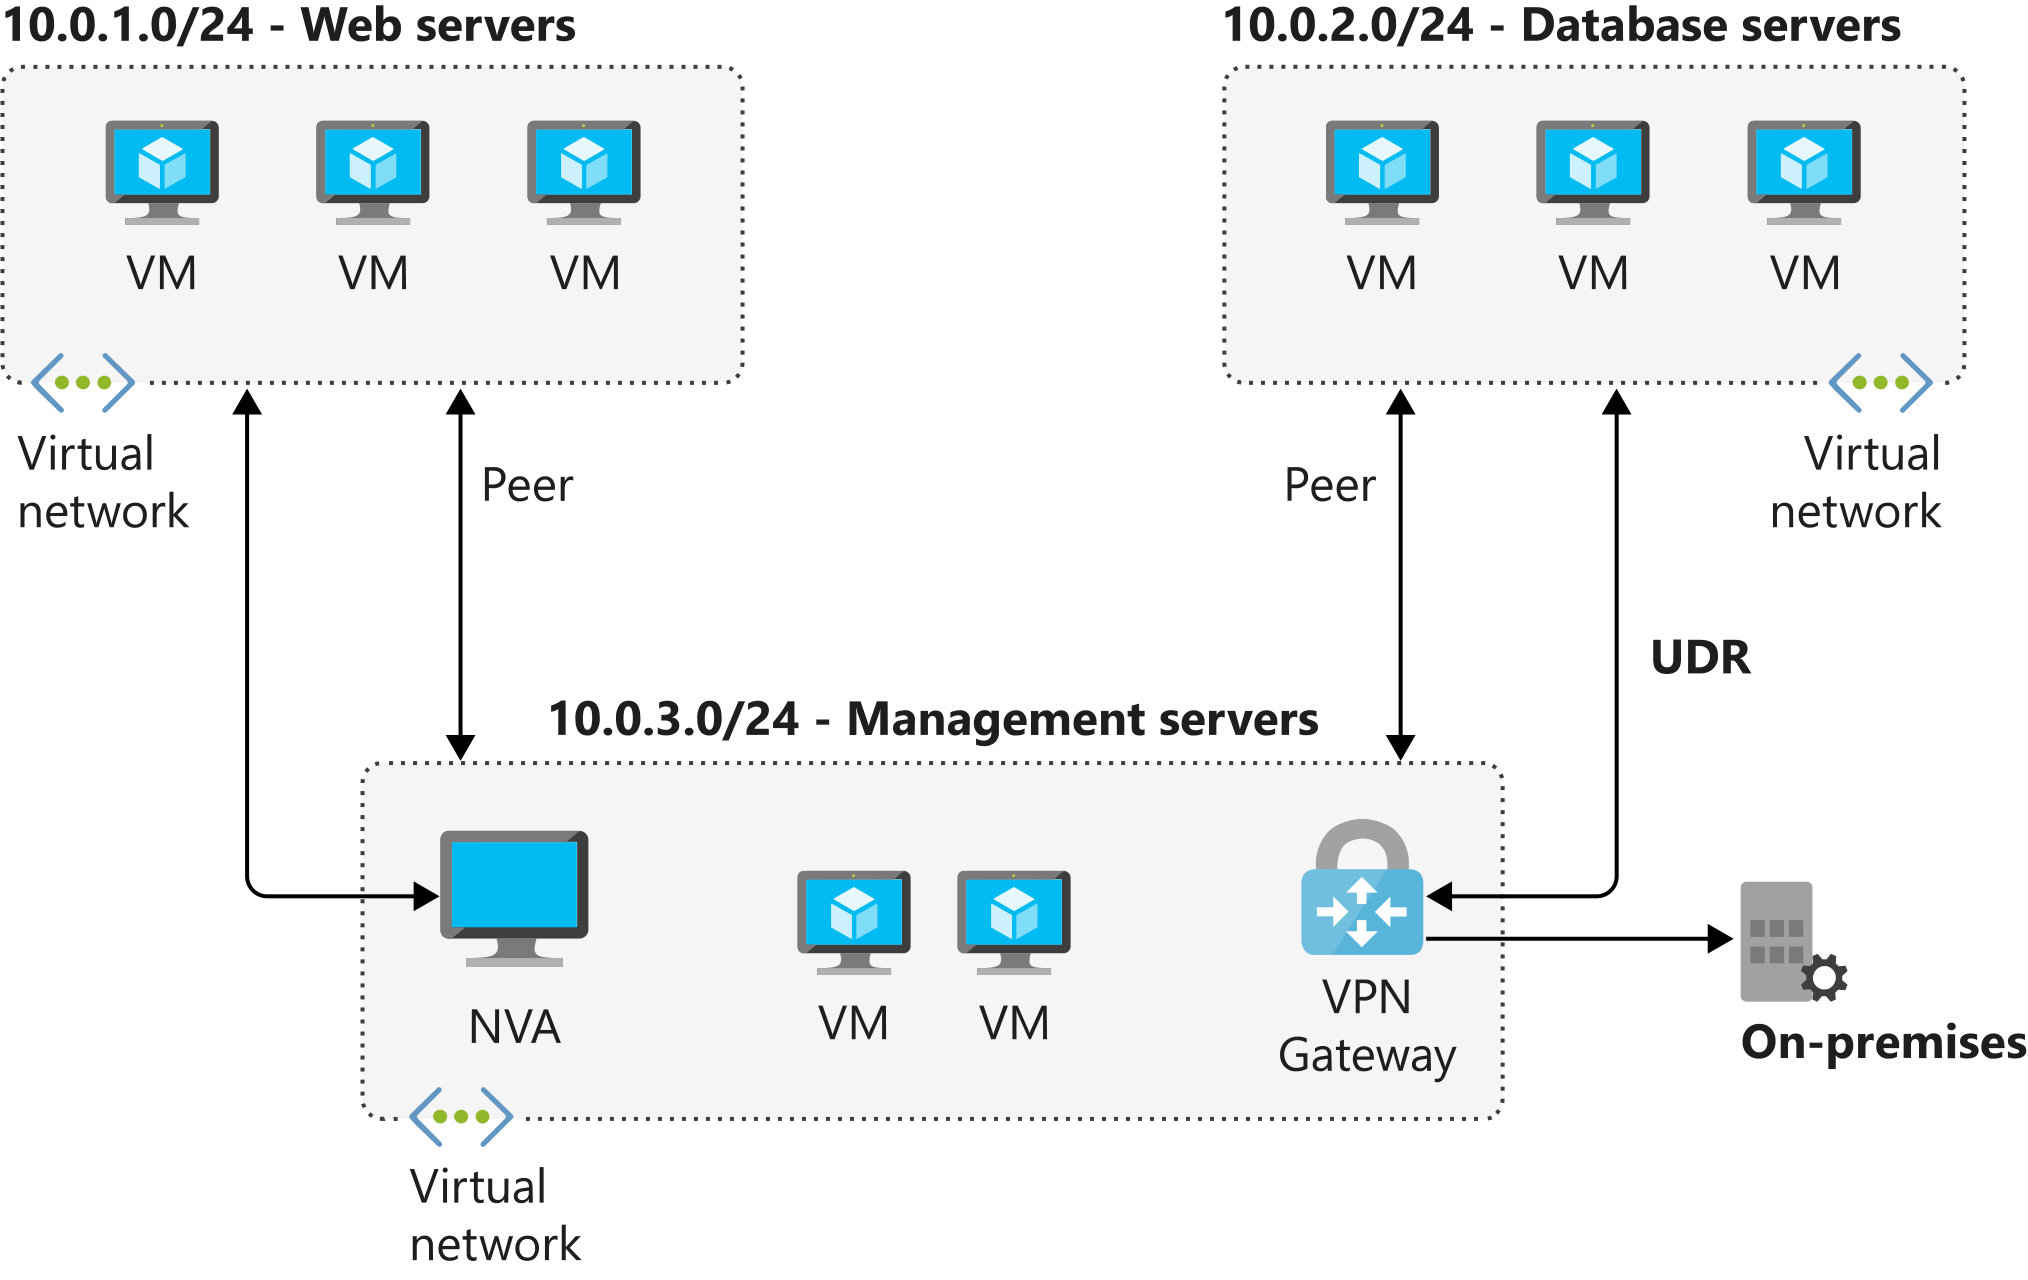 10.0.1.0/24 - Web servers
10.0.2.0/24 - Database servers
VM
VM
VM
VM
VM
VM
Virtual
network
Peer
Peer
Virtual
network
UDR
10.0.3.0/24 - Management servers
NVA
VM
VM
VPN
Gateway
On-premises
Virtual
network